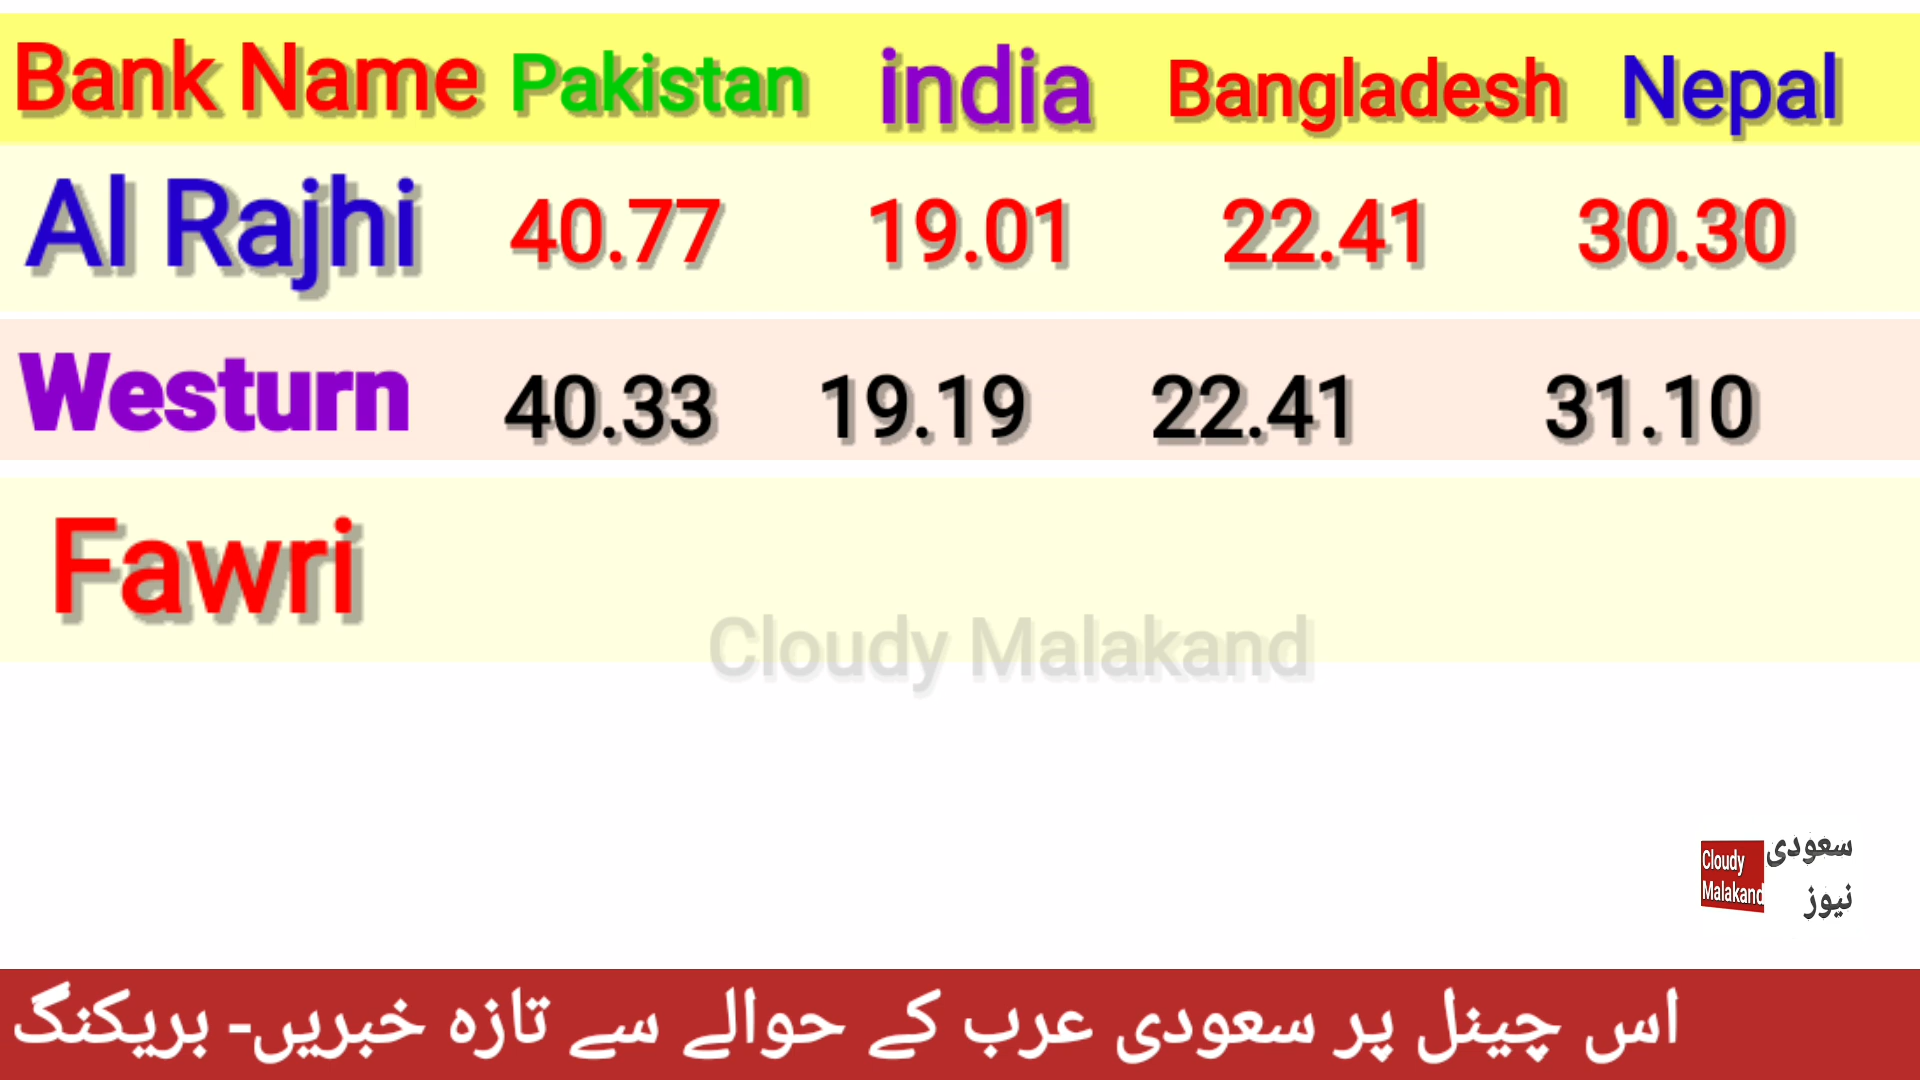 Bank Name Pakistan india Bangladesh Nepal
Al Rajhi 40.77 19.01 22.41 30.30
Westurn 40.33 19.19 22.41 31.10
Fawri
Cloudy Malakand
سعودی
Cloudy
Malakand
نیوز
اس چینل پر سعودی عرب کے حوالے سے تازہ خبریں- بریکنگ